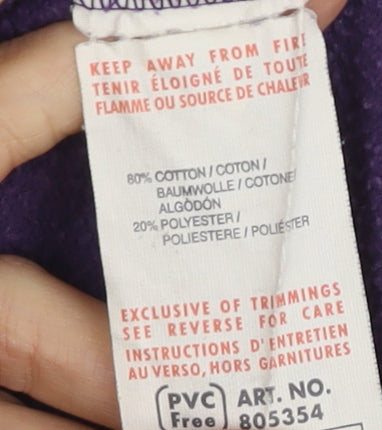 KEEP AWAY FROM FIRE
TENIR ÉLOIGNÉ DE TOUTE
FLAMME OU SOURCE DE CHALEUR
80% COTTON / COTON /
BAUMWOLLE / COTONE
ALGÒDÓN
20% POLYESTER /
POLIESTERE / POLIÉSTER
EXCLUSIVE OF TRIMMINGS
SEE REVERSE FOR CARE
INSTRUCTIONS D'ENTRETIEN
AU VERSO, HORS GARNITURES
PVC ART. NO.
Free 805354